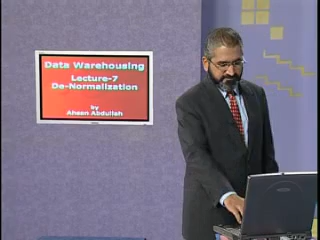 Data Warehousing
Lecture-7
De-Normalization
by
Ahsan Abdullah